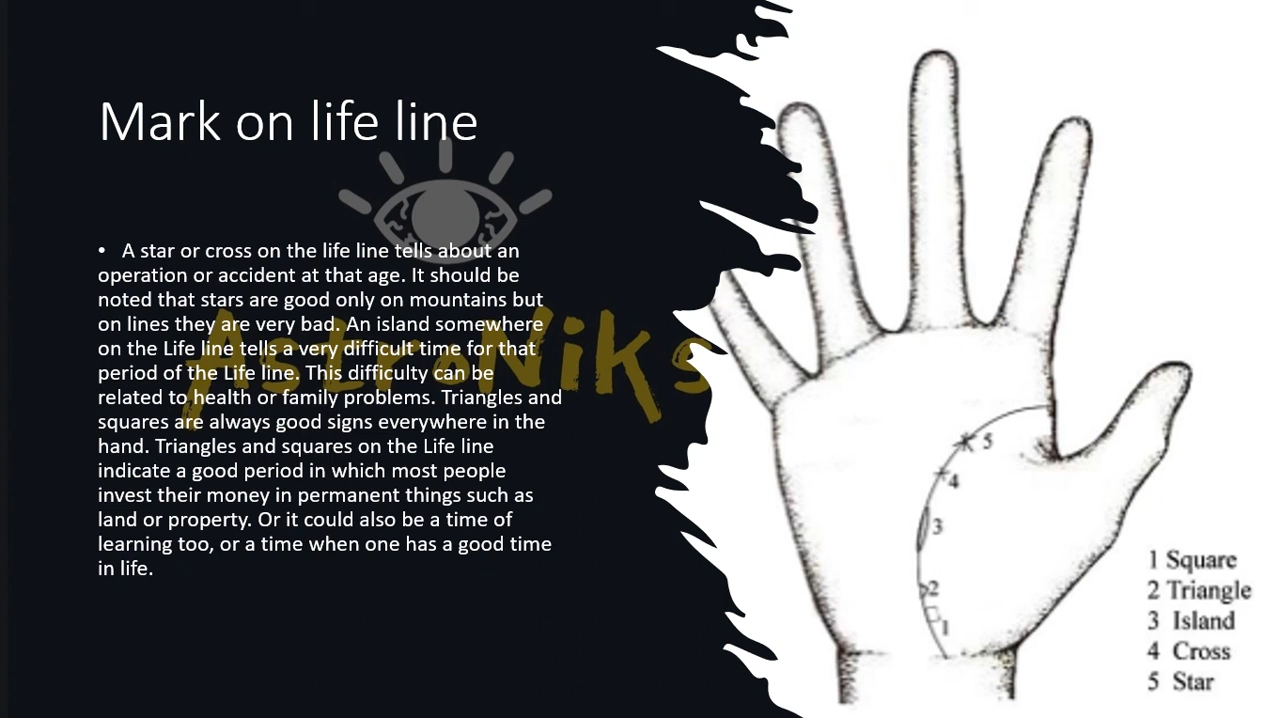 Mark on life line
• A star or cross on the life line tells about an
operation or accident at that age. It should be
noted that stars are good only on mountains but
on lines they are very bad. An island somewhere
on the Life line tells a very difficult time for that
period of the Life line. This difficulty can be
related to health or family problems. Triangles and
squares are always good signs everywhere in the
hand. Triangles and squares on the Life line
indicate a good period in which most people
invest their money in permanent things such as
land or property. Or it could also be a time of
learning too, or a time when one has a good time
in life.
AstroNiks
5
4
3
2
1
1 Square
2 Triangle
3 Island
4 Cross
5 Star